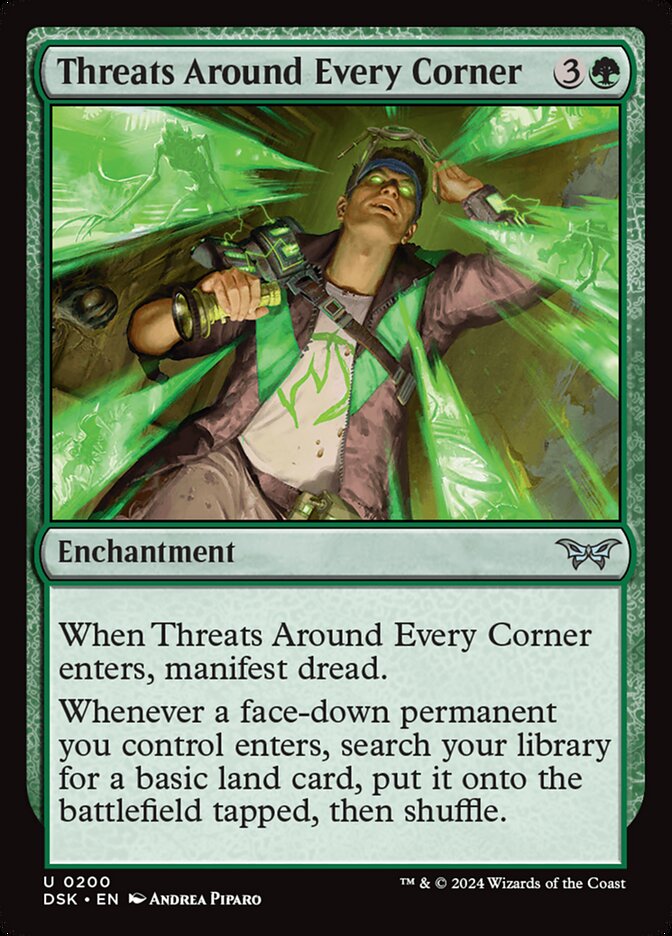 Threats Around Every Corner 3
Enchantment
When Threats Around Every Corner
enters, manifest dread.
Whenever a face-down permanent
you control enters, search your library
for a basic land card, put it onto the
battlefield tapped, then shuffle.
U 0200
DSK • EN Andrea Piparo
™ & © 2024 Wizards of the Coast